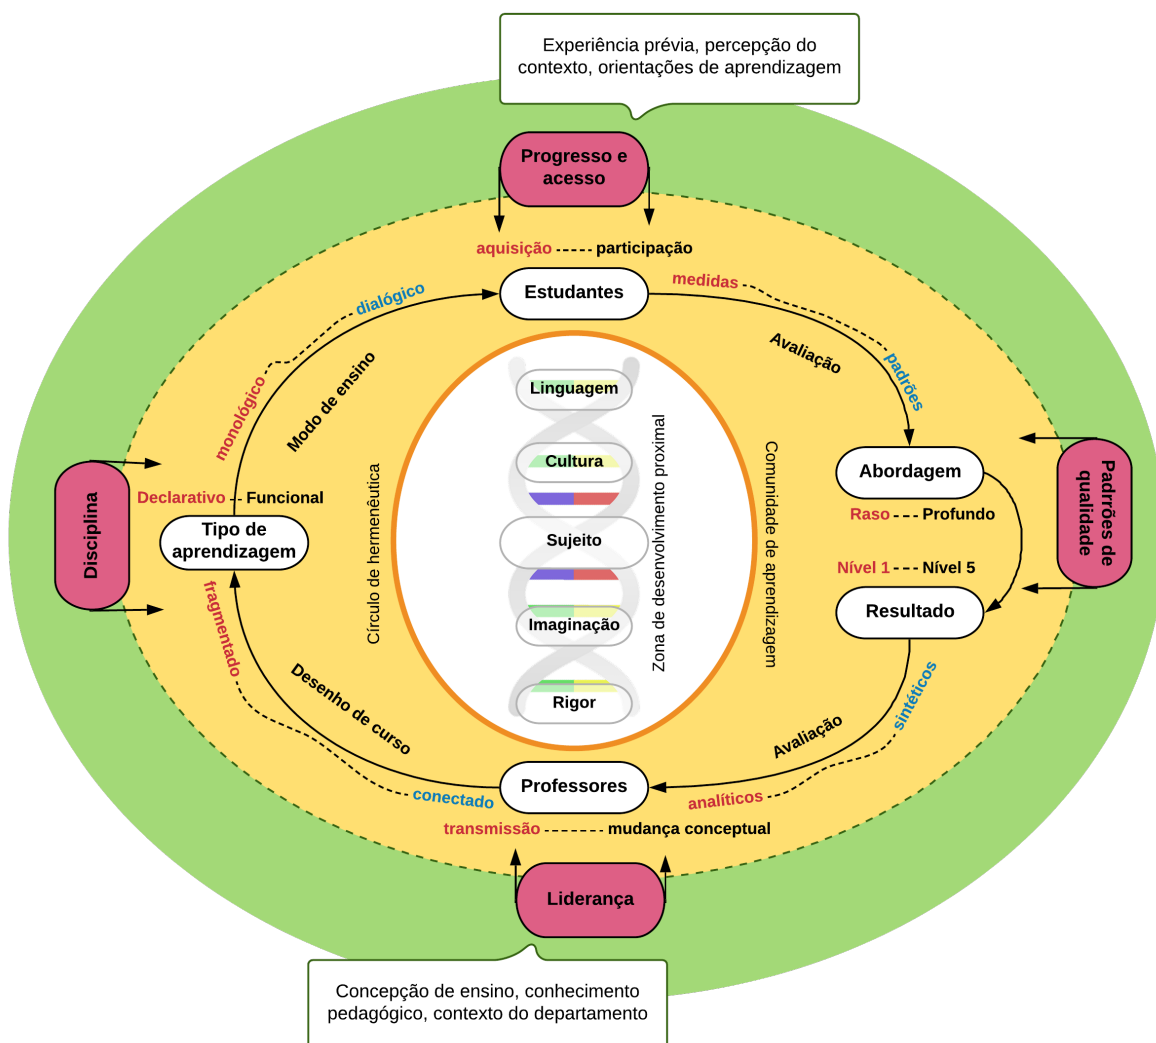 Experiência prévia, percepção do
contexto, orientações de aprendizagem
Progresso e
acesso
aquisição ----- participação
Estudantes
medidas
padrões
Avaliação
dialógico
monológico
Modo de ensino
Linguagem
Cultura
Sujeito
Imaginação
Rigor
Círculo de hermenêutica
Zona de desenvolvimento proximal
Comunidade de aprendizagem
Disciplina
Declarativo -- Funcional
Tipo de
aprendizagem
Abordagem
Raso --- Profundo
Nível 1 --- Nível 5
Resultado
Padrrões de
qualidade
fragmentado
conectado
Desenho de curso
sintéticos
analíticos
Avaliação
Professores
transmissão ------- mudança conceptual
Liderança
Concepção de ensino, conhecimento
pedagógico, contexto do departamento